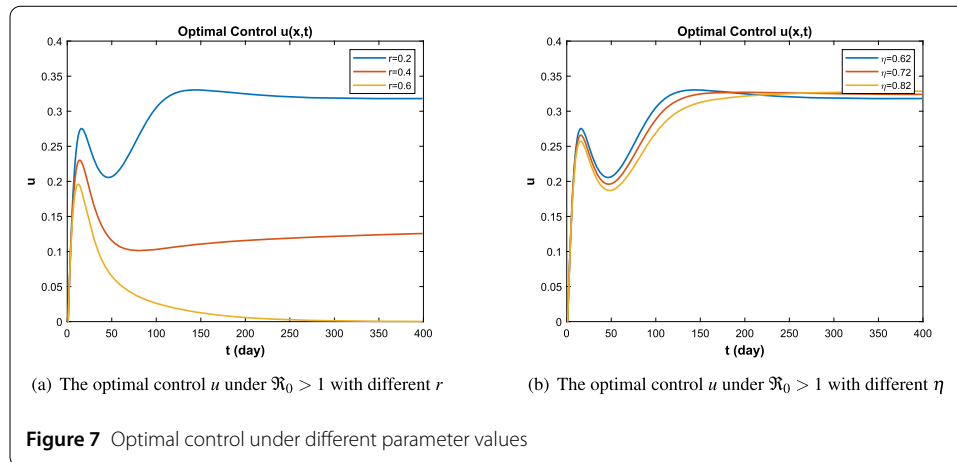 Optimal Control u(x,t)
0.4
0.35
0.3
0.25
0.2
0.15
0.1
0.05
0
u
r=0.2
r=0.4
r=0.6
0 50 100 150 200 250 300 350 400
t (day)
(a) The optimal control u under ℜ0 > 1 with different r
Optimal Control u(x,t)
0.4
0.35
0.3
0.25
0.2
0.15
0.1
0.05
0
u
η=0.62
η=0.72
η=0.82
0 50 100 150 200 250 300 350 400
t (day)
(b) The optimal control u under ℜ0 > 1 with different η
Figure 7 Optimal control under different parameter values